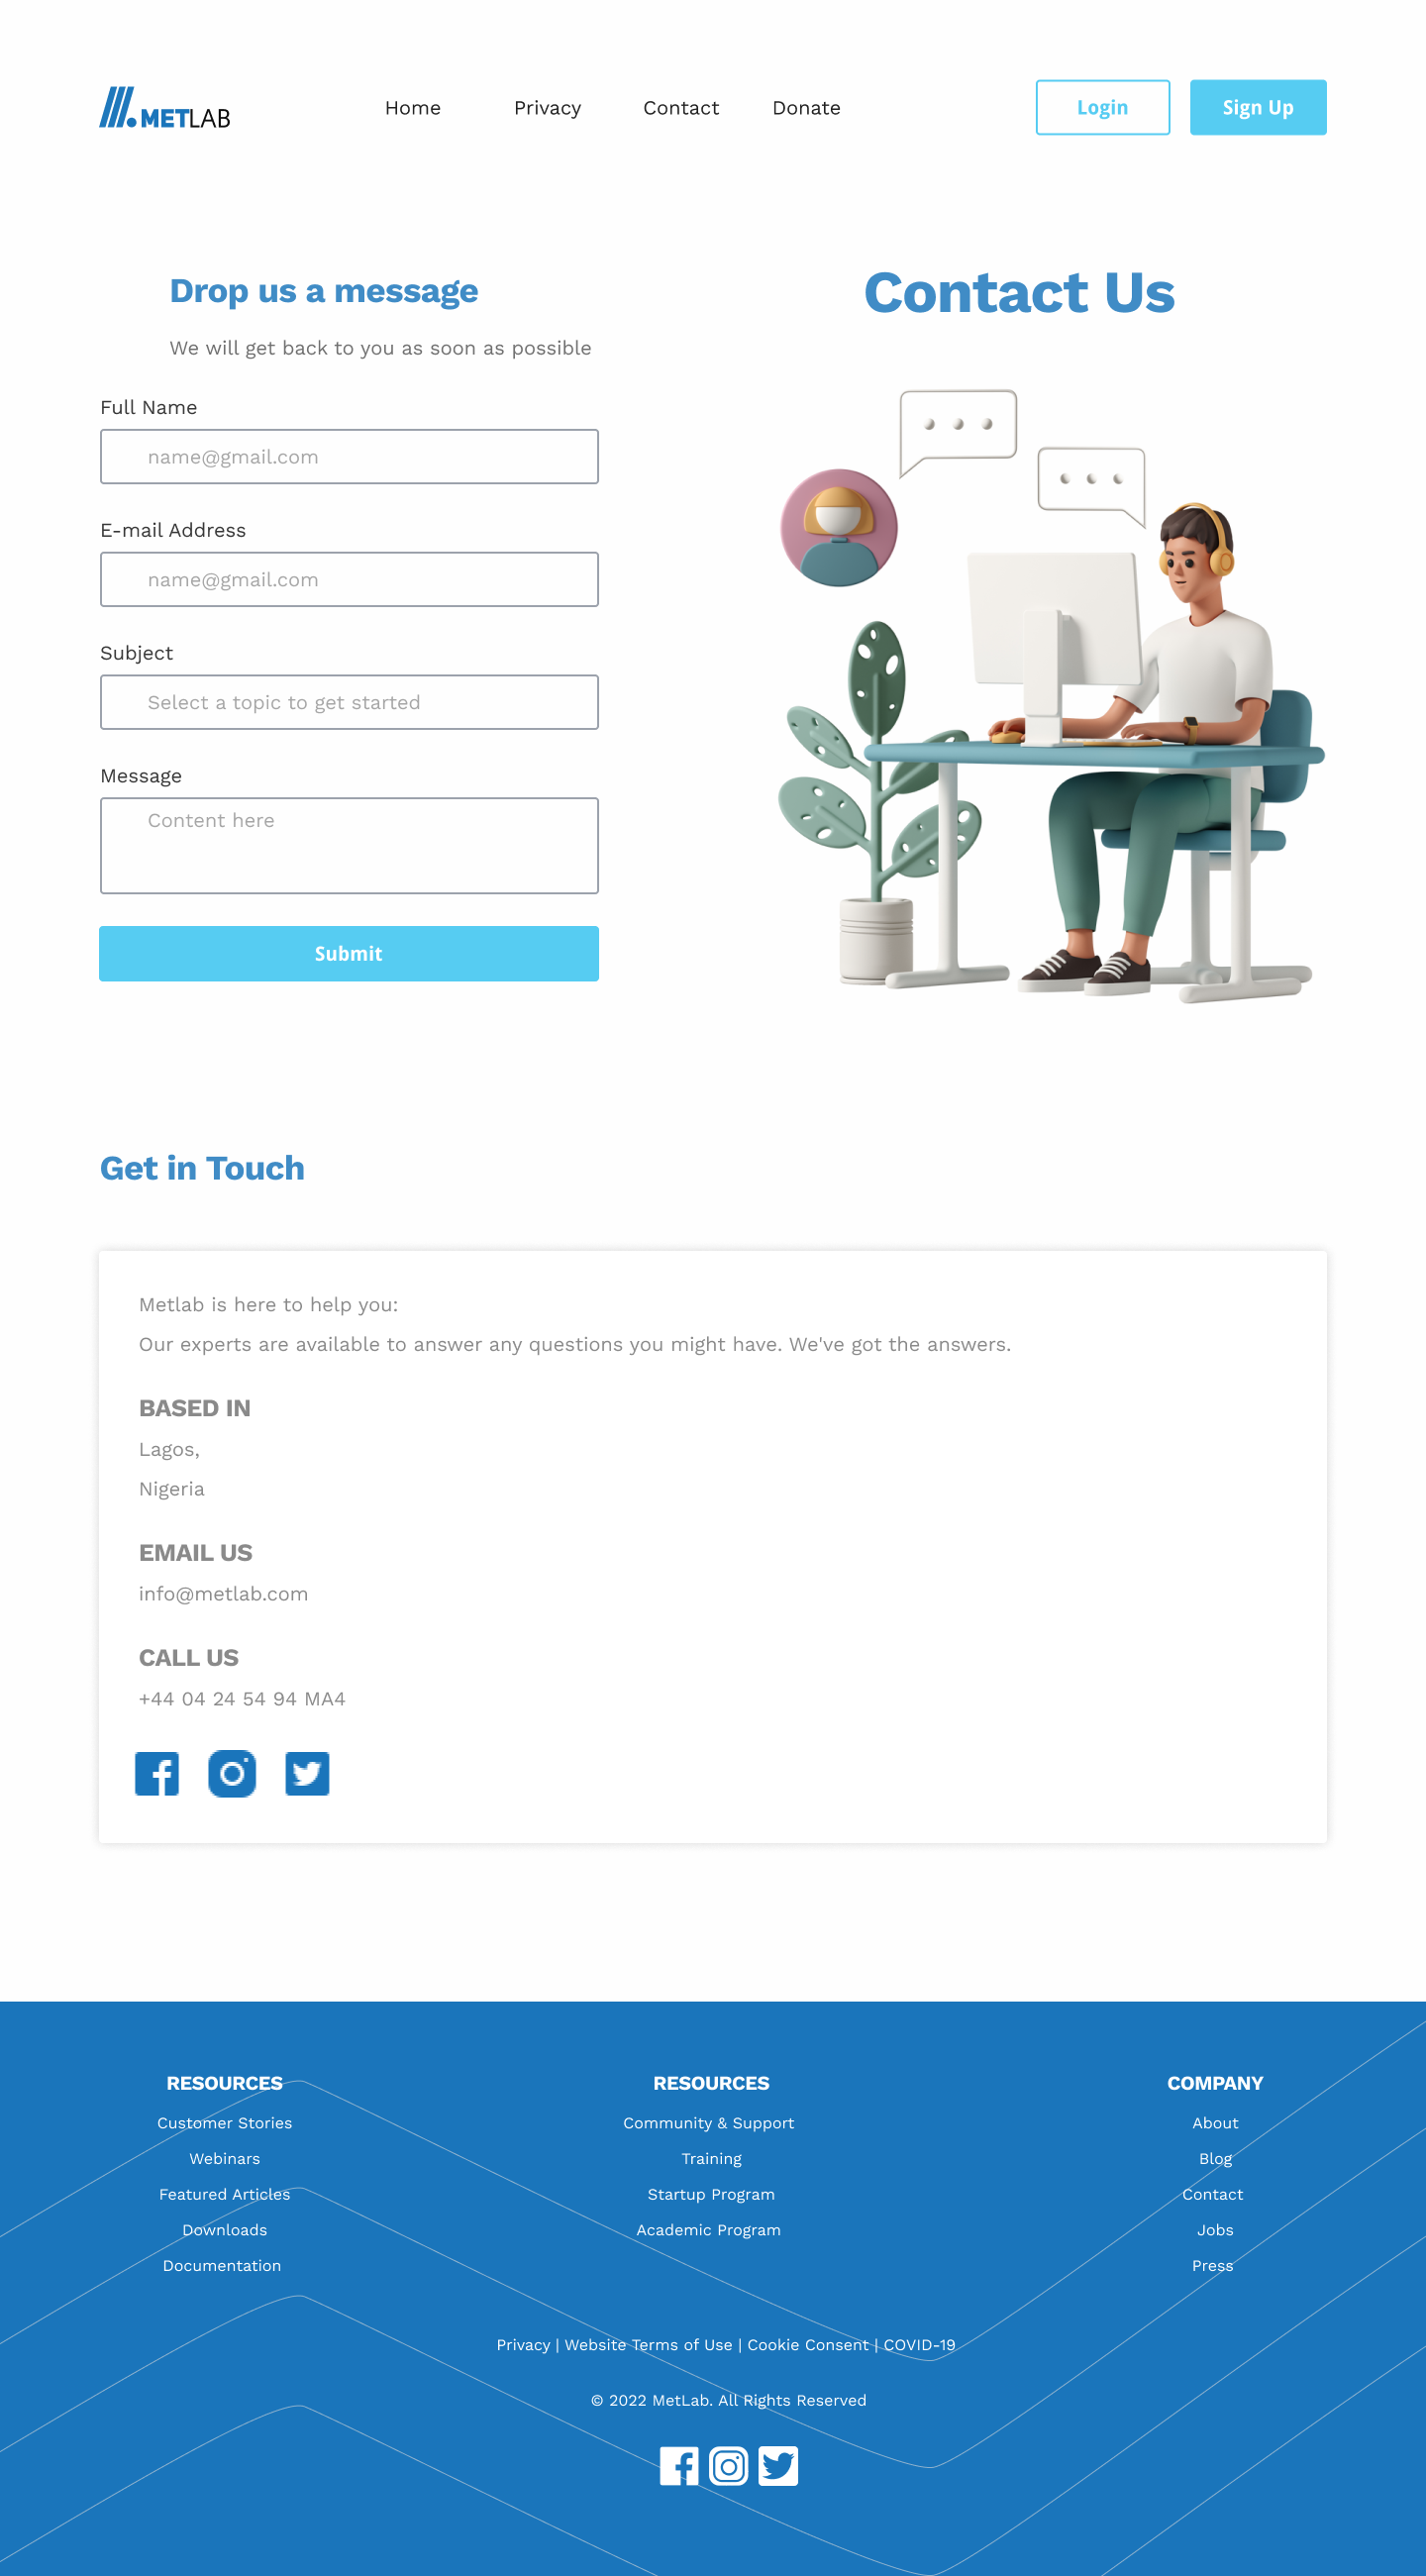 METLAB
Home Privacy Contact Donate
Login Sign Up
Drop us a message
We will get back to you as soon as possible
Full Name
name@gmail.com
E-mail Address
name@gmail.com
Subject
Select a topic to get started
Message
Content here
Submit
Contact Us
Get in Touch
Metlab is here to help you:
Our experts are available to answer any questions you might have. We've got the answers.
BASED IN
Lagos,
Nigeria
EMAIL US
info@metlab.com
CALL US
+44 04 24 54 94 MA4
RESOURCES
Customer Stories
Webinars
Featured Articles
Downloads
Documentation
RESOURCES
Community & Support
Training
Startup Program
Academic Program
COMPANY
About
Blog
Contact
Jobs
Press
Privacy | Website Terms of Use | Cookie Consent | COVID-19
© 2022 MetLab. All Rights Reserved